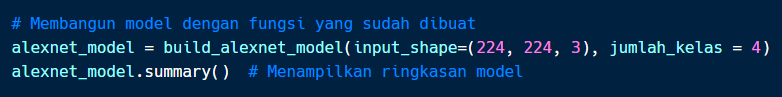 # Membangun model dengan fungsi yang sudah dibuat
alexnet_model = build_alexnet_model(input_shape=(224, 224, 3), jumlah_kelas = 4)
alexnet_model.summary()  # Menampilkan ringkasan model